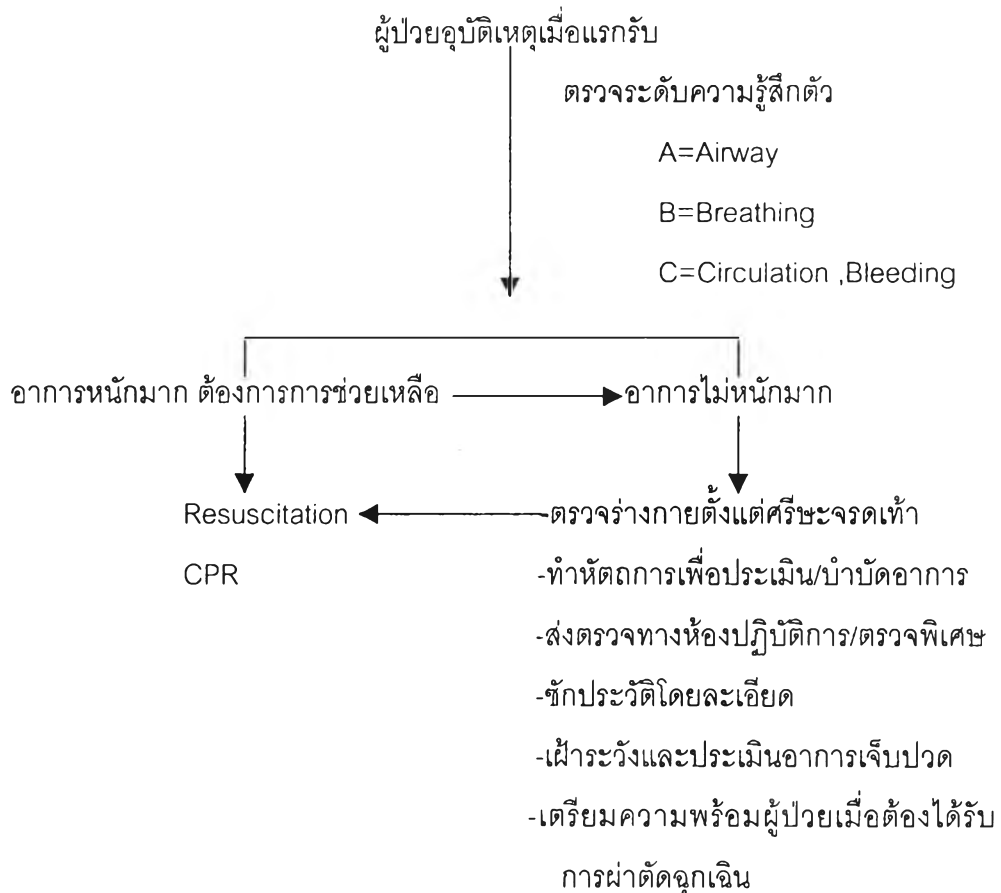 ผู้ป่วยอุบัติเหตุเมื่อแรกรับ
ตรวจระดับความรู้สึกตัว
A=Airway
B=Breathing
C=Circulation ,Bleeding
อาการหนักมาก ต้องการการช่วยเหลือ อาการไม่หนักมาก
Resuscitation ตรวจร่างกายตั้งแต่ศรีษะจรดเท้า
CPR -ทำหัตถการเพื่อประเมิน/บำบัดอาการ
-ส่งตรวจทางห้องปฏิบัติการ/ตรวจพิเศษ
-ซักประวัติโดยละเอียด
-เฝ้าระวังและประเมินอาการเจ็บปวด
-เตรียมความพร้อมผู้ป่วยเมื่อต้องได้รับ
การผ่าตัดฉุกเฉิน